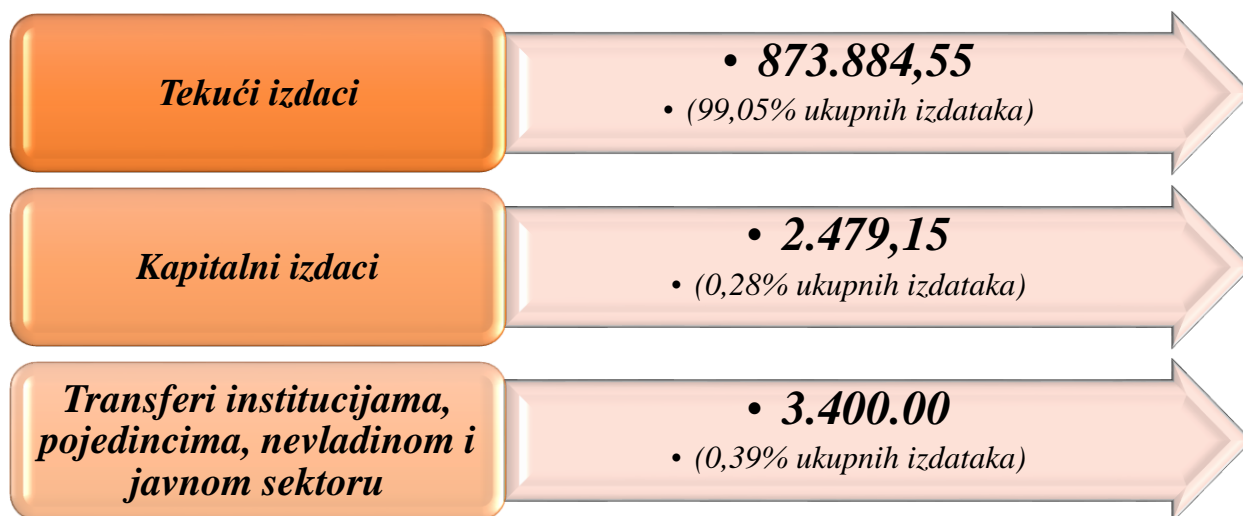 Tekući izdaci
• 873.884,55
• (99,05% ukupnih izdataka)
Kapitalni izdaci
• 2.479,15
• (0,28% ukupnih izdataka)
Transferi institucijama,
pojedincima, nevladinom i
javnom sektoru
• 3.400.00
• (0,39% ukupnih izdataka)